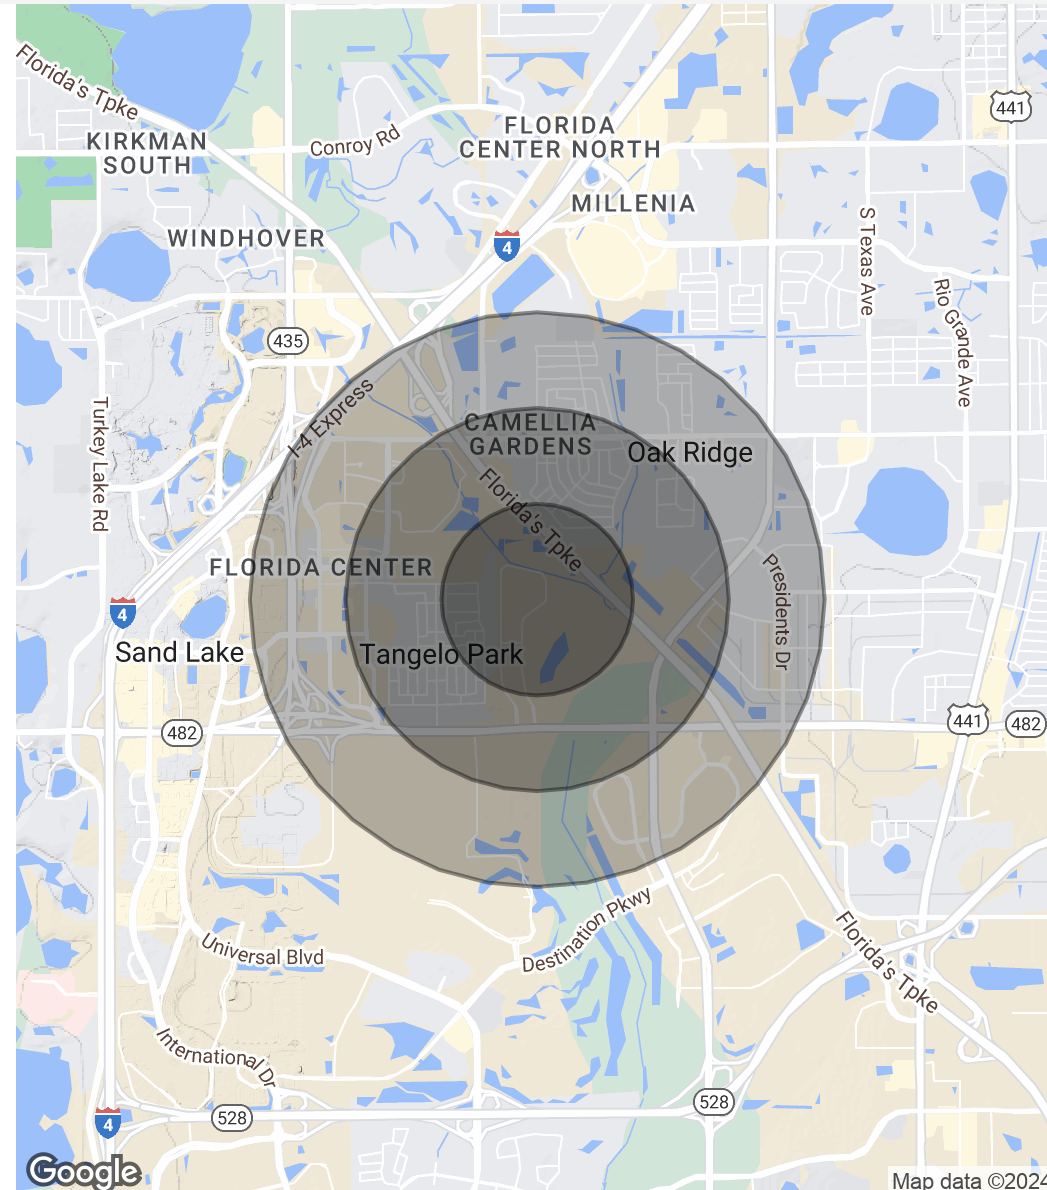 Florida's Tpke
441
KIRKMAN
SOUTH
Conroy Rd
FLORIDA
CENTER NORTH
MILLENIA
WINDHOVER
4
S Texas Ave
Rio Grande Ave
435
I-4 Express
Turkey Lake Rd
CAMELLIA
GARDENS
Oak Ridge
Florida's Tpke
FLORIDA CENTER
Presidents Dr
4
Sand Lake
Tangelo Park
482
441
482
Universal Blvd
Destination Pkwy
Florida's Tpke
International Dr
528
528
4
Google
Map data ©2024